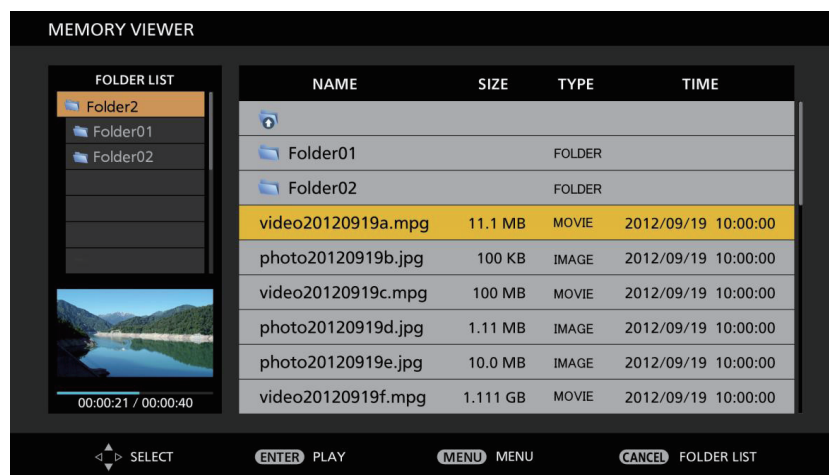 MEMORY VIEWER
FOLDER LIST
Folder2
Folder01
Folder02
00:00:21 / 00:00:40
NAME SIZE TYPE TIME
Folder01 FOLDER
Folder02 FOLDER
video20120919a.mpg 11.1 MB MOVIE 2012/09/19 10:00:00
photo20120919b.jpg 100 KB IMAGE 2012/09/19 10:00:00
video20120919c.mpg 100 MB MOVIE 2012/09/19 10:00:00
photo20120919d.jpg 1.11 MB IMAGE 2012/09/19 10:00:00
photo20120919e.jpg 10.0 MB IMAGE 2012/09/19 10:00:00
video20120919f.mpg 1.111 GB MOVIE 2012/09/19 10:00:00
SELECT ENTER PLAY MENU MENU CANCEL FOLDER LIST